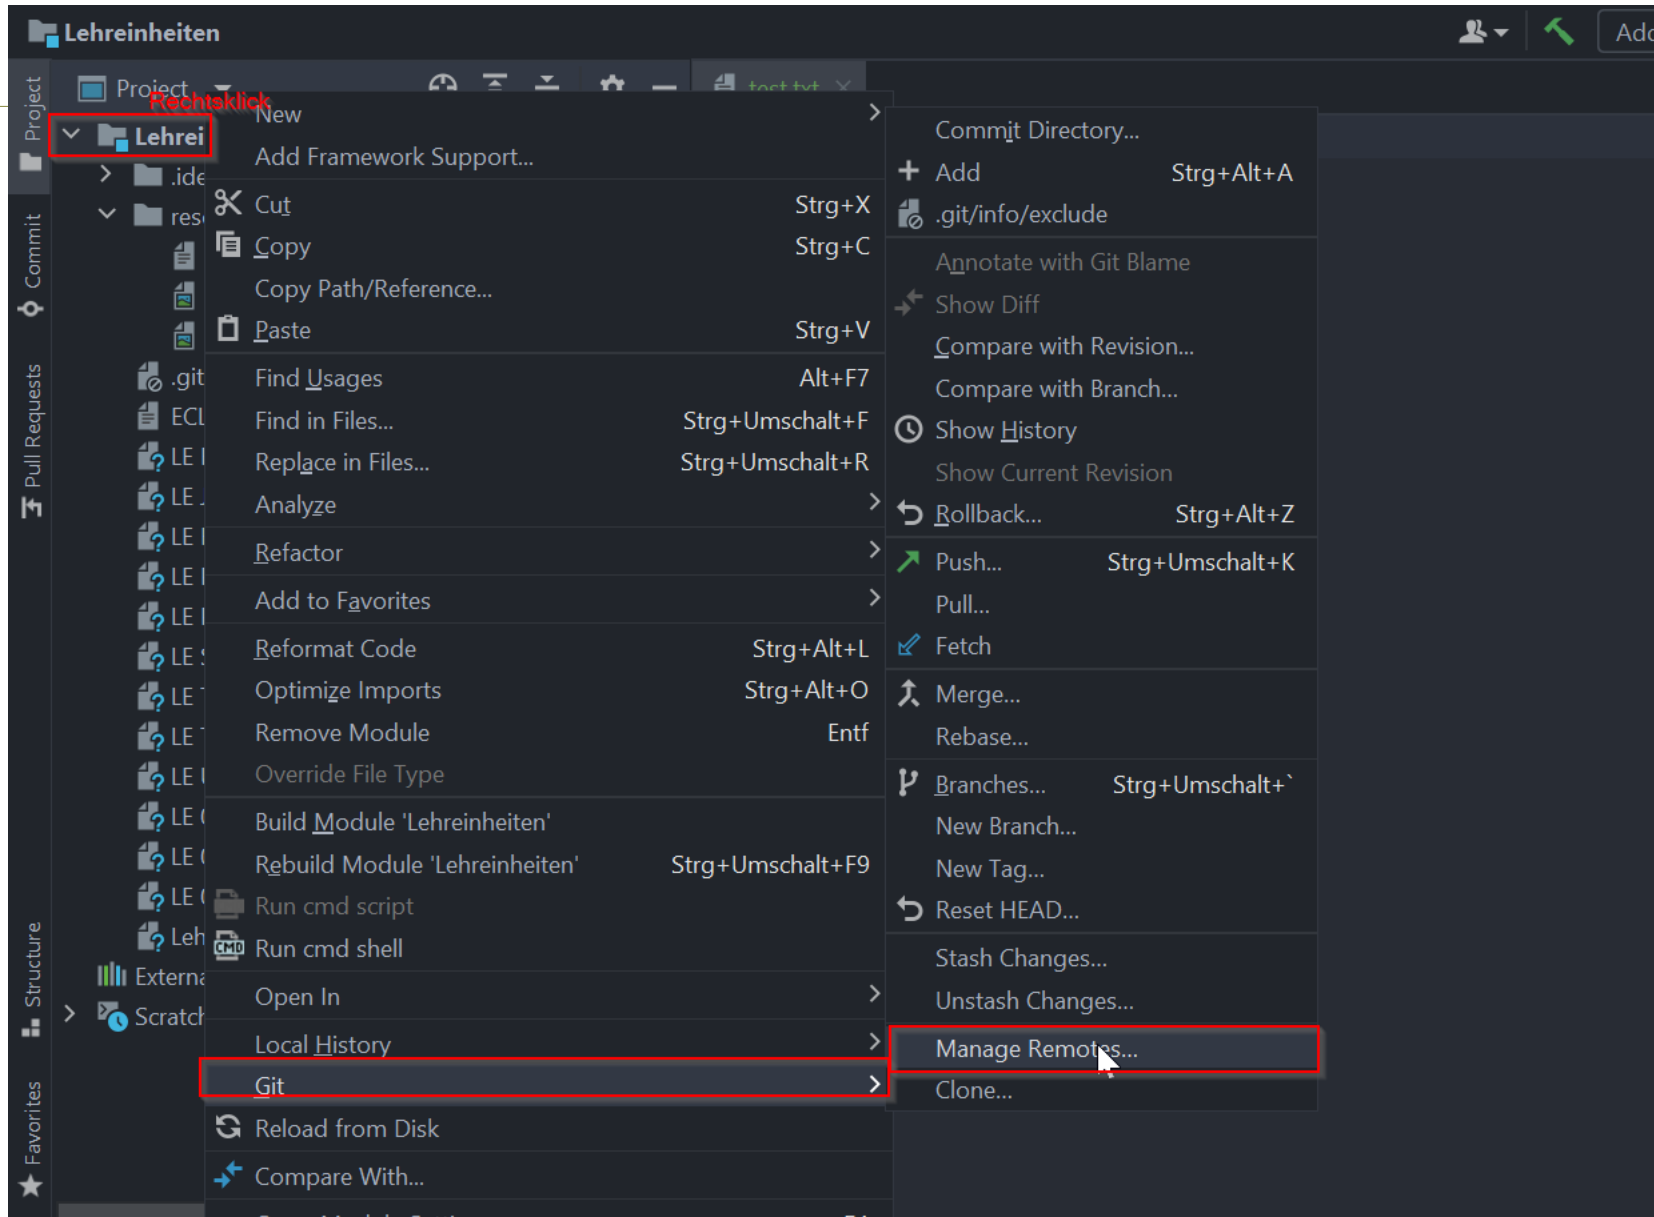 Lehreinheiten
Add
Project
test.txt
Rechtsklick
Project
Commit
Pull Requests
Structure
Favorites
Lehrei
.ide
res
.git
ECL
LE
LE
LE
LE
LE
LE S
LE T
LE T
LE U
LE
LE
LE
Leh
Externa
Scratch
New
Add Framework Support...
Cut Strg+X
Copy Strg+C
Copy Path/Reference...
Paste Strg+V
Find Usages Alt+F7
Find in Files... Strg+Umschalt+F
Replace in Files... Strg+Umschalt+R
Analyze
Refactor
Add to Favorites
Reformat Code Strg+Alt+L
Optimize Imports Strg+Alt+O
Remove Module Entf
Override File Type
Build Module 'Lehreinheiten'
Rebuild Module 'Lehreinheiten' Strg+Umschalt+F9
Run cmd script
CMD Run cmd shell
Open In
Local History
Git
Reload from Disk
Compare With...
Commit Directory...
Add Strg+Alt+A
.git/info/exclude
Annotate with Git Blame
Show Diff
Compare with Revision...
Compare with Branch...
Show History
Show Current Revision
Rollback... Strg+Alt+Z
Push... Strg+Umschalt+K
Pull...
Fetch
Merge...
Rebase...
Branches... Strg+Umschalt+`
New Branch...
New Tag...
Reset HEAD...
Stash Changes...
Unstash Changes...
Manage Remotes...
Clone...